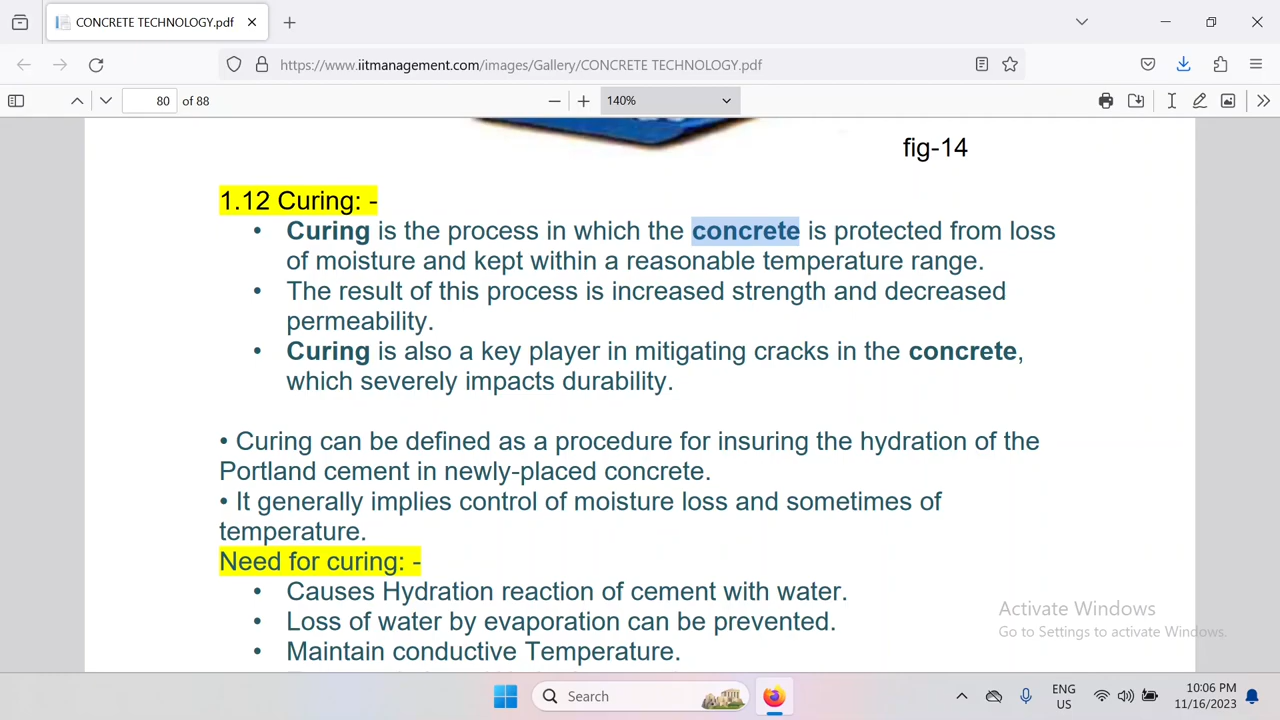 CONCRETE TECHNOLOGY.pdf
https://www.iitmanagement.com/images/Gallery/CONCRETE TECHNOLOGY.pdf
80 of 88
140%
fig-14
1.12 Curing: -
• Curing is the process in which the concrete is protected from loss
of moisture and kept within a reasonable temperature range.
• The result of this process is increased strength and decreased
permeability.
• Curing is also a key player in mitigating cracks in the concrete,
which severely impacts durability.
• Curing can be defined as a procedure for insuring the hydration of the
Portland cement in newly-placed concrete.
• It generally implies control of moisture loss and sometimes of
temperature.
Need for curing: -
• Causes Hydration reaction of cement with water.
• Loss of water by evaporation can be prevented.
• Maintain conductive Temperature.
Activate Windows
Go to Settings to activate Windows.
Search
ENG
US
10:06 PM
11/16/2023